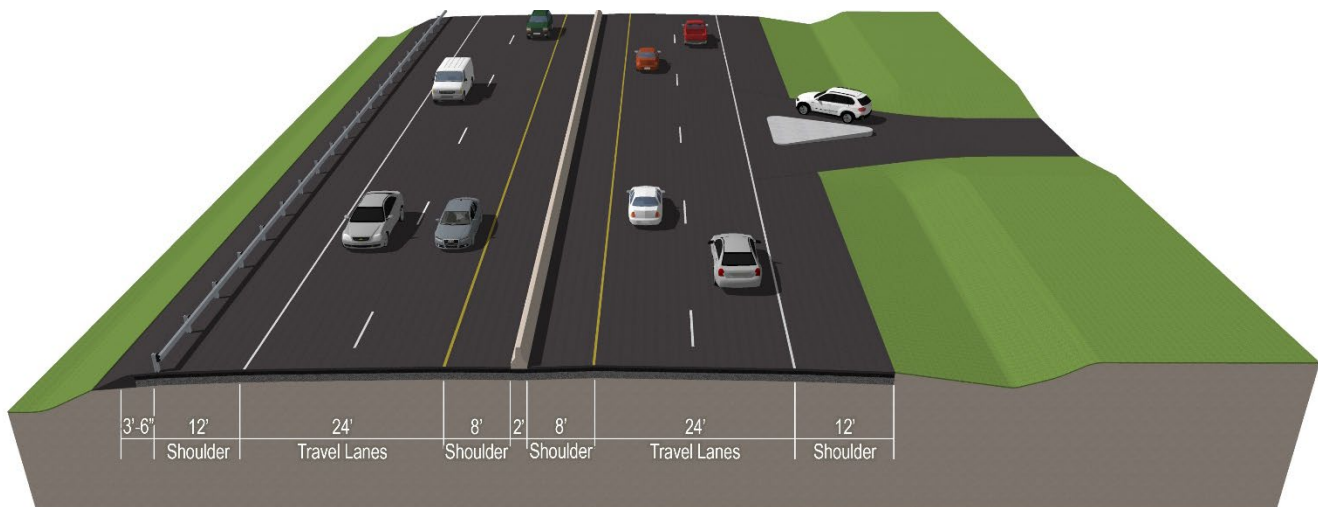 3'-6"
12'
Shoulder
24'
Travel Lanes
8'
Shoulder
2'
8'
Shoulder
24'
Travel Lanes
12'
Shoulder